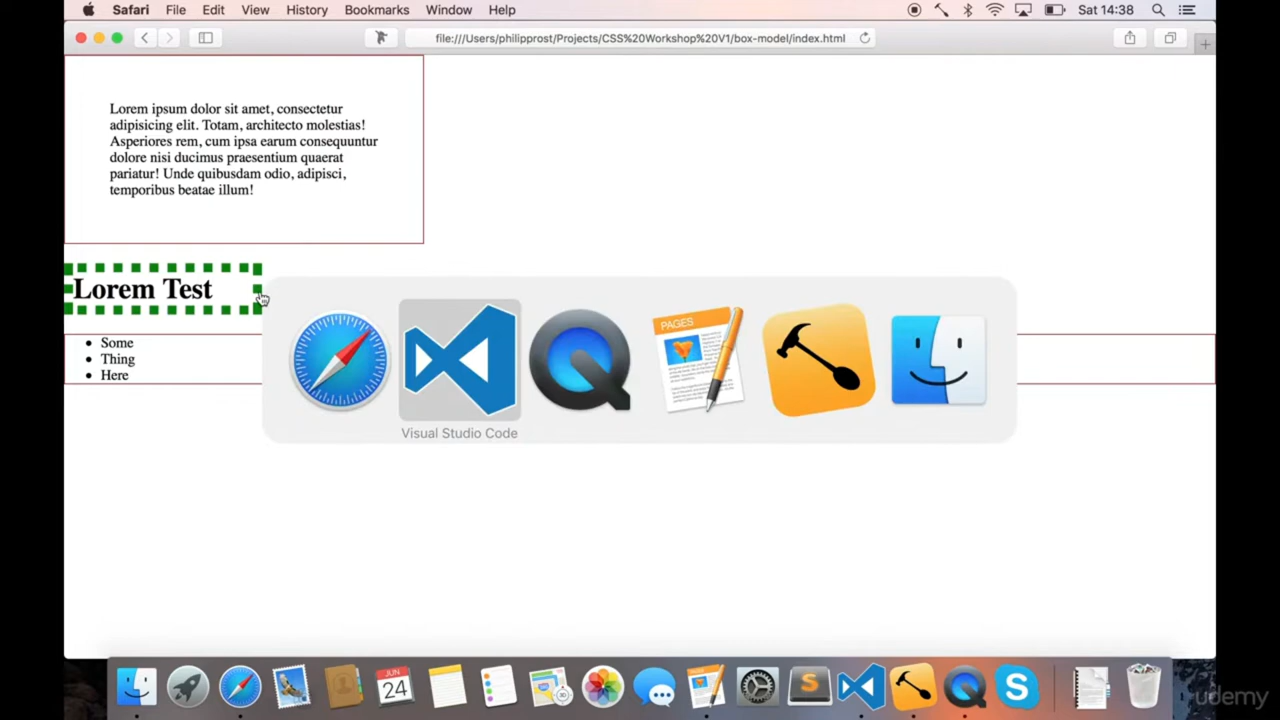 Safari File Edit View History Bookmarks Window Help Sat 14:38
file:///Users/philipprost/Projects/CSS%20Workshop%20V1/box-model/index.html
Lorem ipsum dolor sit amet, consectetur
adipisicing elit. Totam, architecto molestias!
Asperiores rem, cum ipsa earum consequuntur
dolore nisi ducimus praesentium quaerat
pariatur! Unde quibusdam odio, adipisci,
temporibus beatae illum!
Lorem Test
Some
Thing
Here
PAGES
Visual Studio Code
JUN
24
udemy